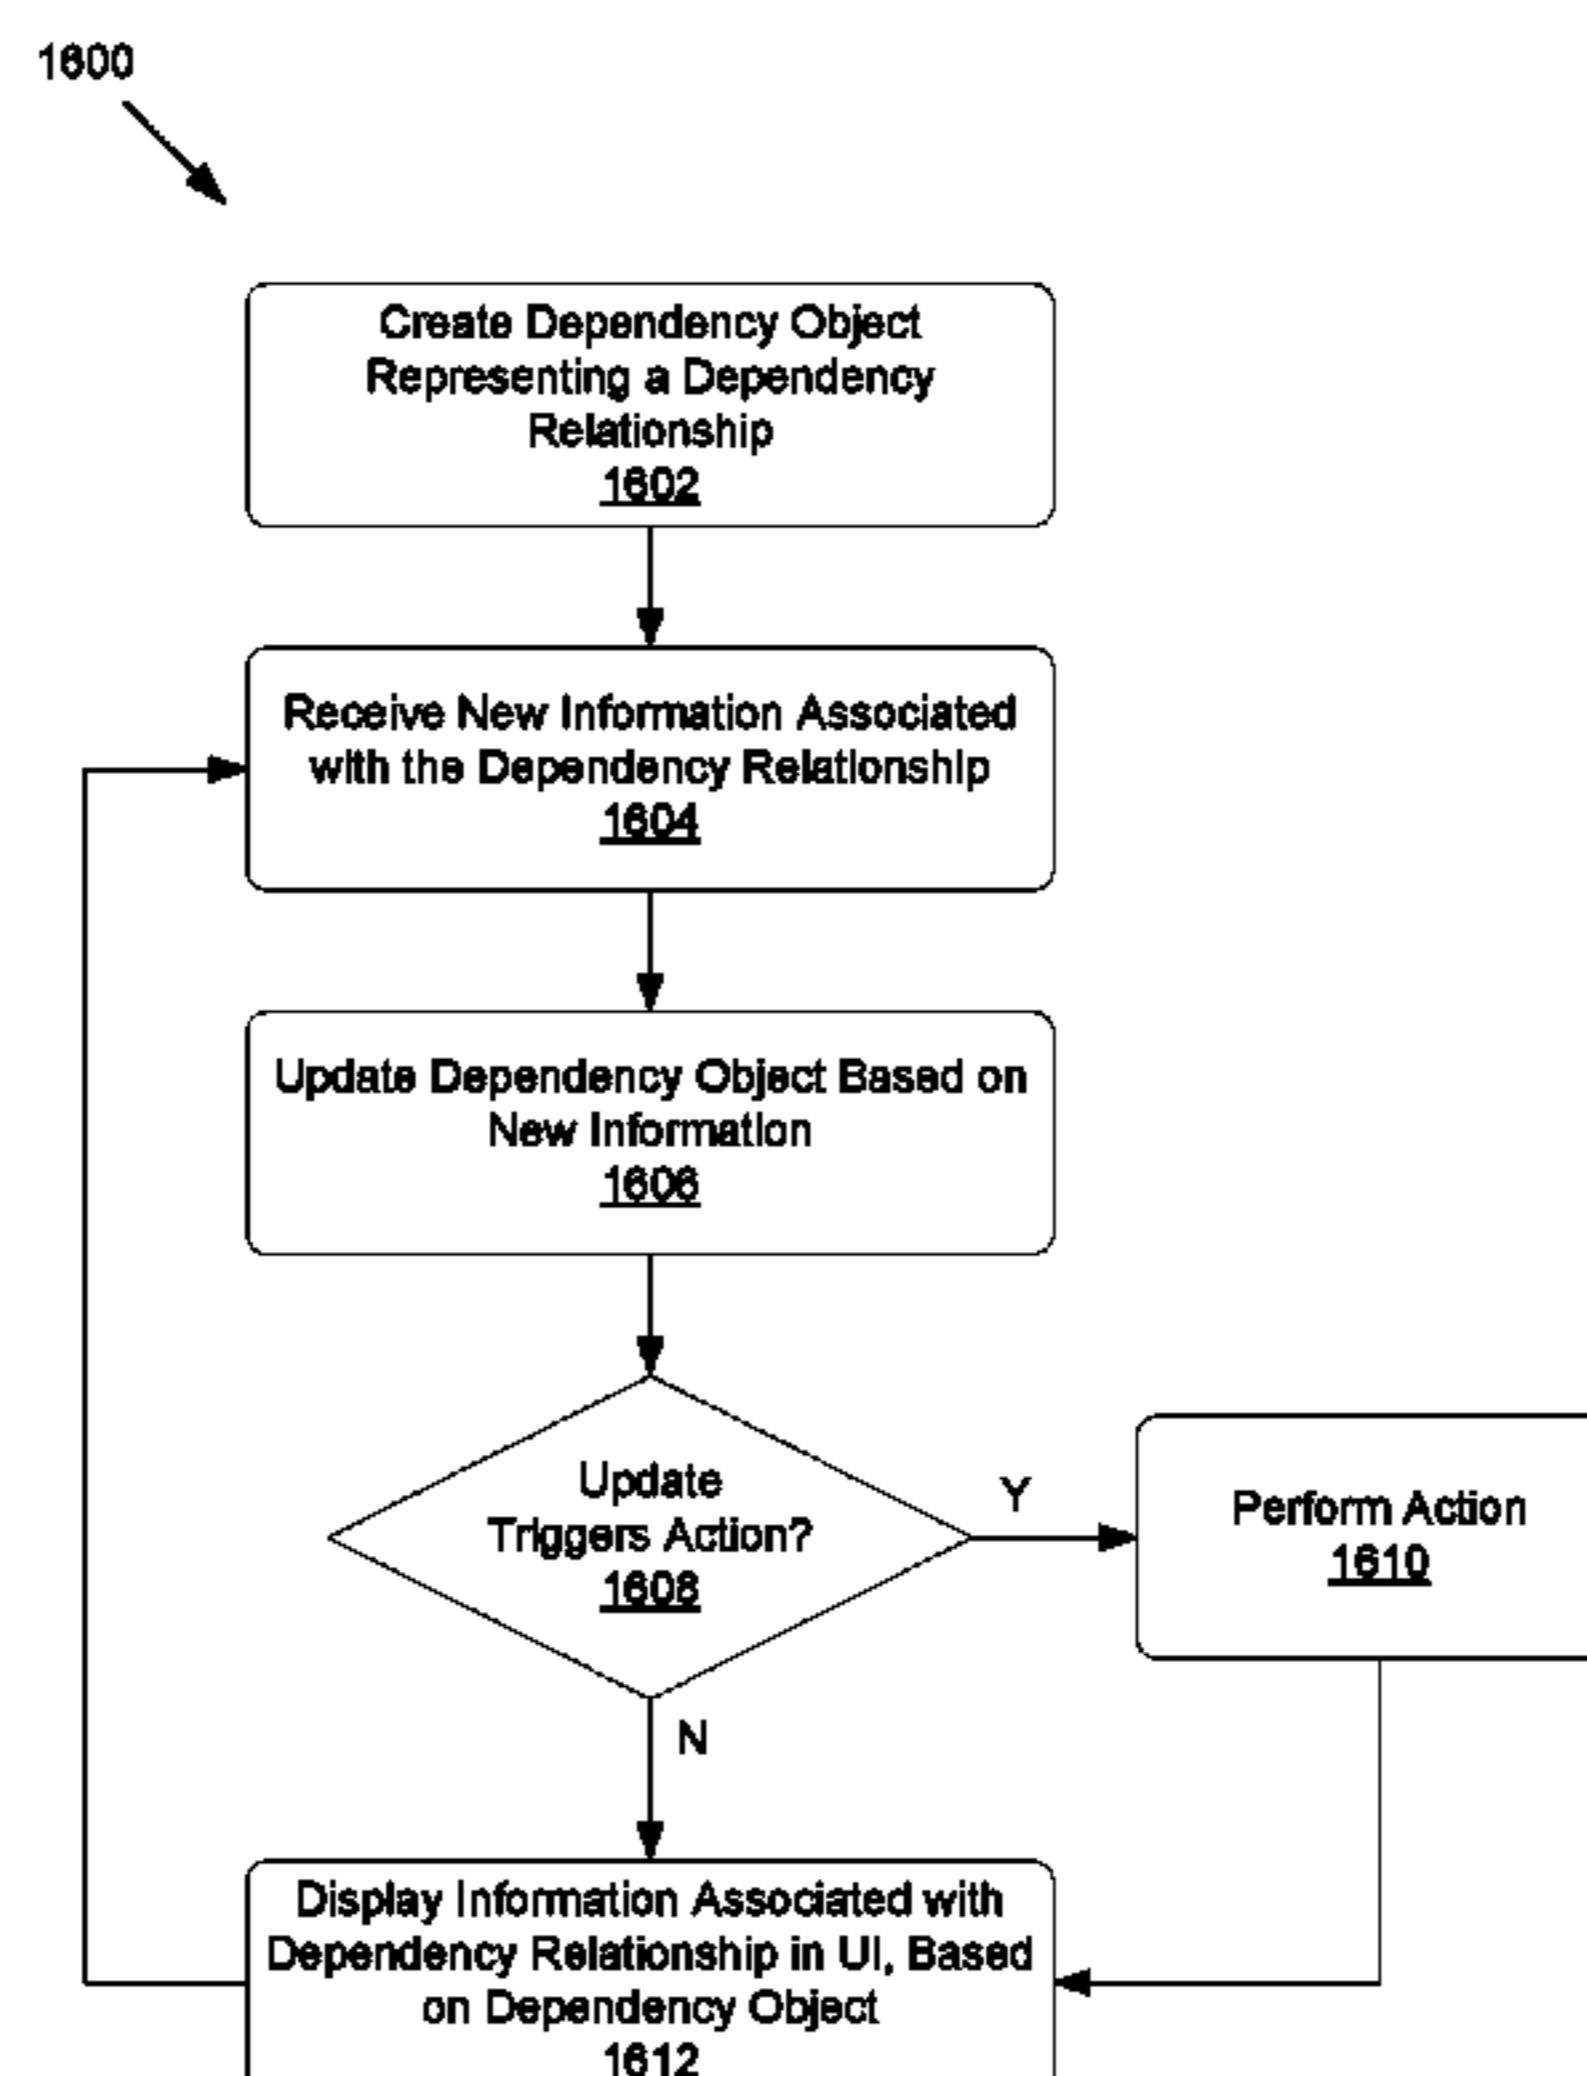 1600
Create Dependency Object
Representing a Dependency
Relationship
1602
Receive New Information Associated
with the Dependency Relationship
1604
Update Dependency Object Based on
New Information
1606
Update
Triggers Action?
1608
Y
Perform Action
1610
N
Display Information Associated with
Dependency Relationship in UI, Based
on Dependency Object
1612